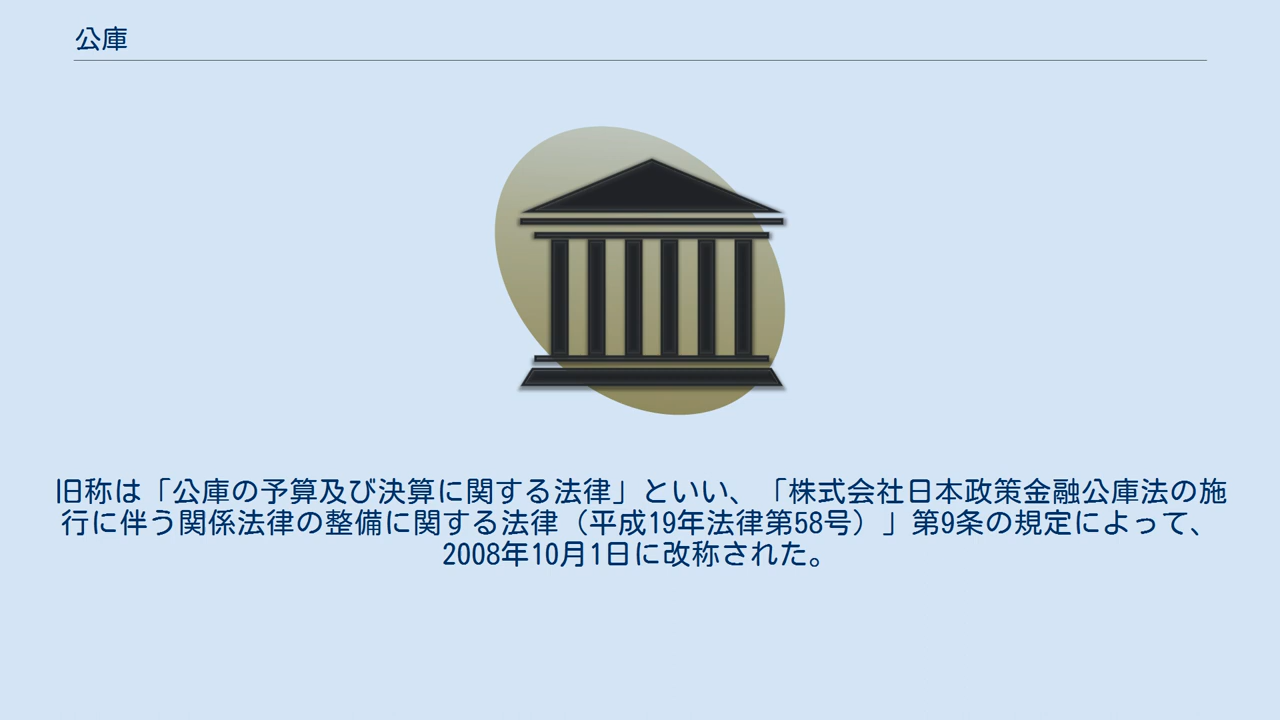 公庫
旧称は「公庫の予算及び決算に関する法律」といい、「株式会社日本政策金融公庫法の施
行に伴う関係法律の整備に関する法律（平成19年法律第58号）」第9条の規定によって、
2008年10月1日に改称された。